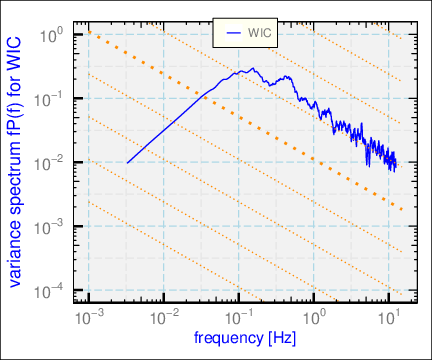 WIC
variance spectrum fP(f) for WIC
10⁰
10⁻¹
10⁻²
10⁻³
10⁻⁴
10⁻³ 10⁻² 10⁻¹ 10⁰ 10¹
frequency [Hz]